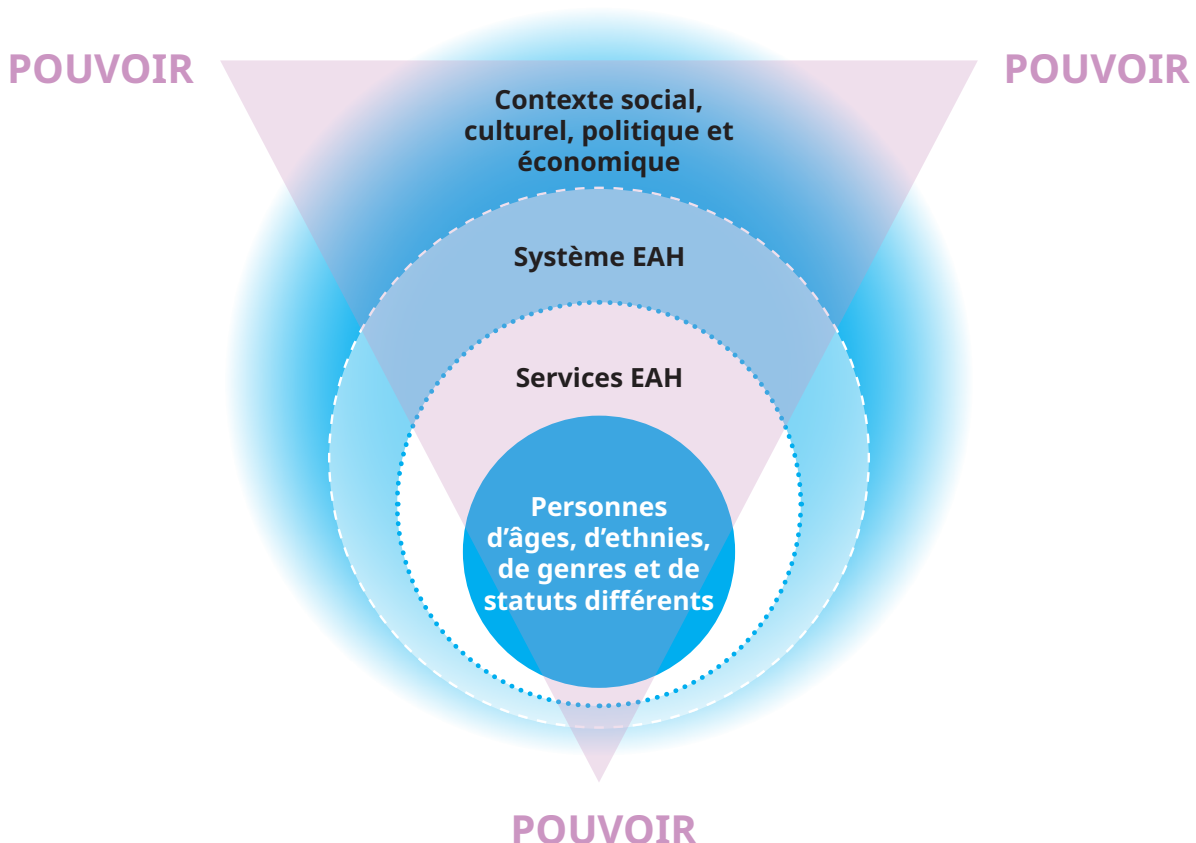 POUVOIR
POUVOIR
Contexte social,
culturel, politique et
économique
Système EAH
Services EAH
Personnes
d’âges, d’ethnies,
de genres et de
statuts différents
POUVOIR